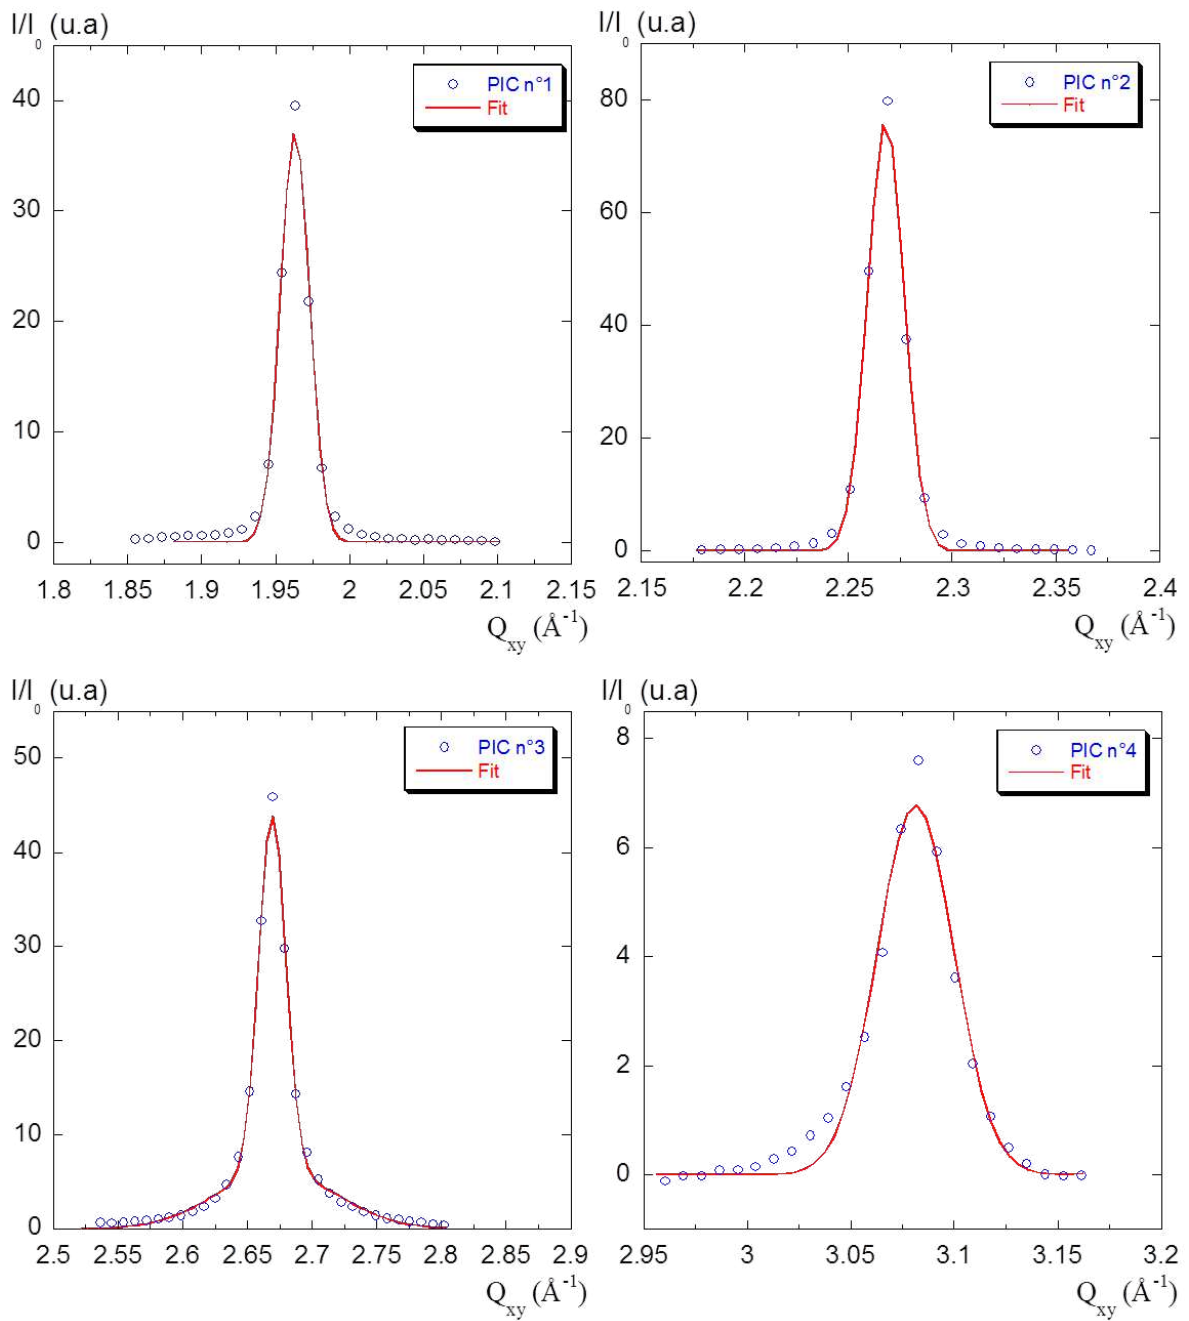 I/I0 (u.a)
PIC n°1
Fit
40
30
20
10
0
1.8 1.85 1.9 1.95 2 2.05 2.1 2.15
Qxy (Å-1)
I/I0 (u.a)
PIC n°2
Fit
80
60
40
20
0
2.15 2.2 2.25 2.3 2.35 2.4
Qxy (Å-1)
I/I0 (u.a)
PIC n°3
Fit
50
40
30
20
10
0
2.5 2.55 2.6 2.65 2.7 2.75 2.8 2.85 2.9
Qxy (Å-1)
I/I0 (u.a)
PIC n°4
Fit
8
6
4
2
0
2.95 3 3.05 3.1 3.15 3.2
Qxy (Å-1)